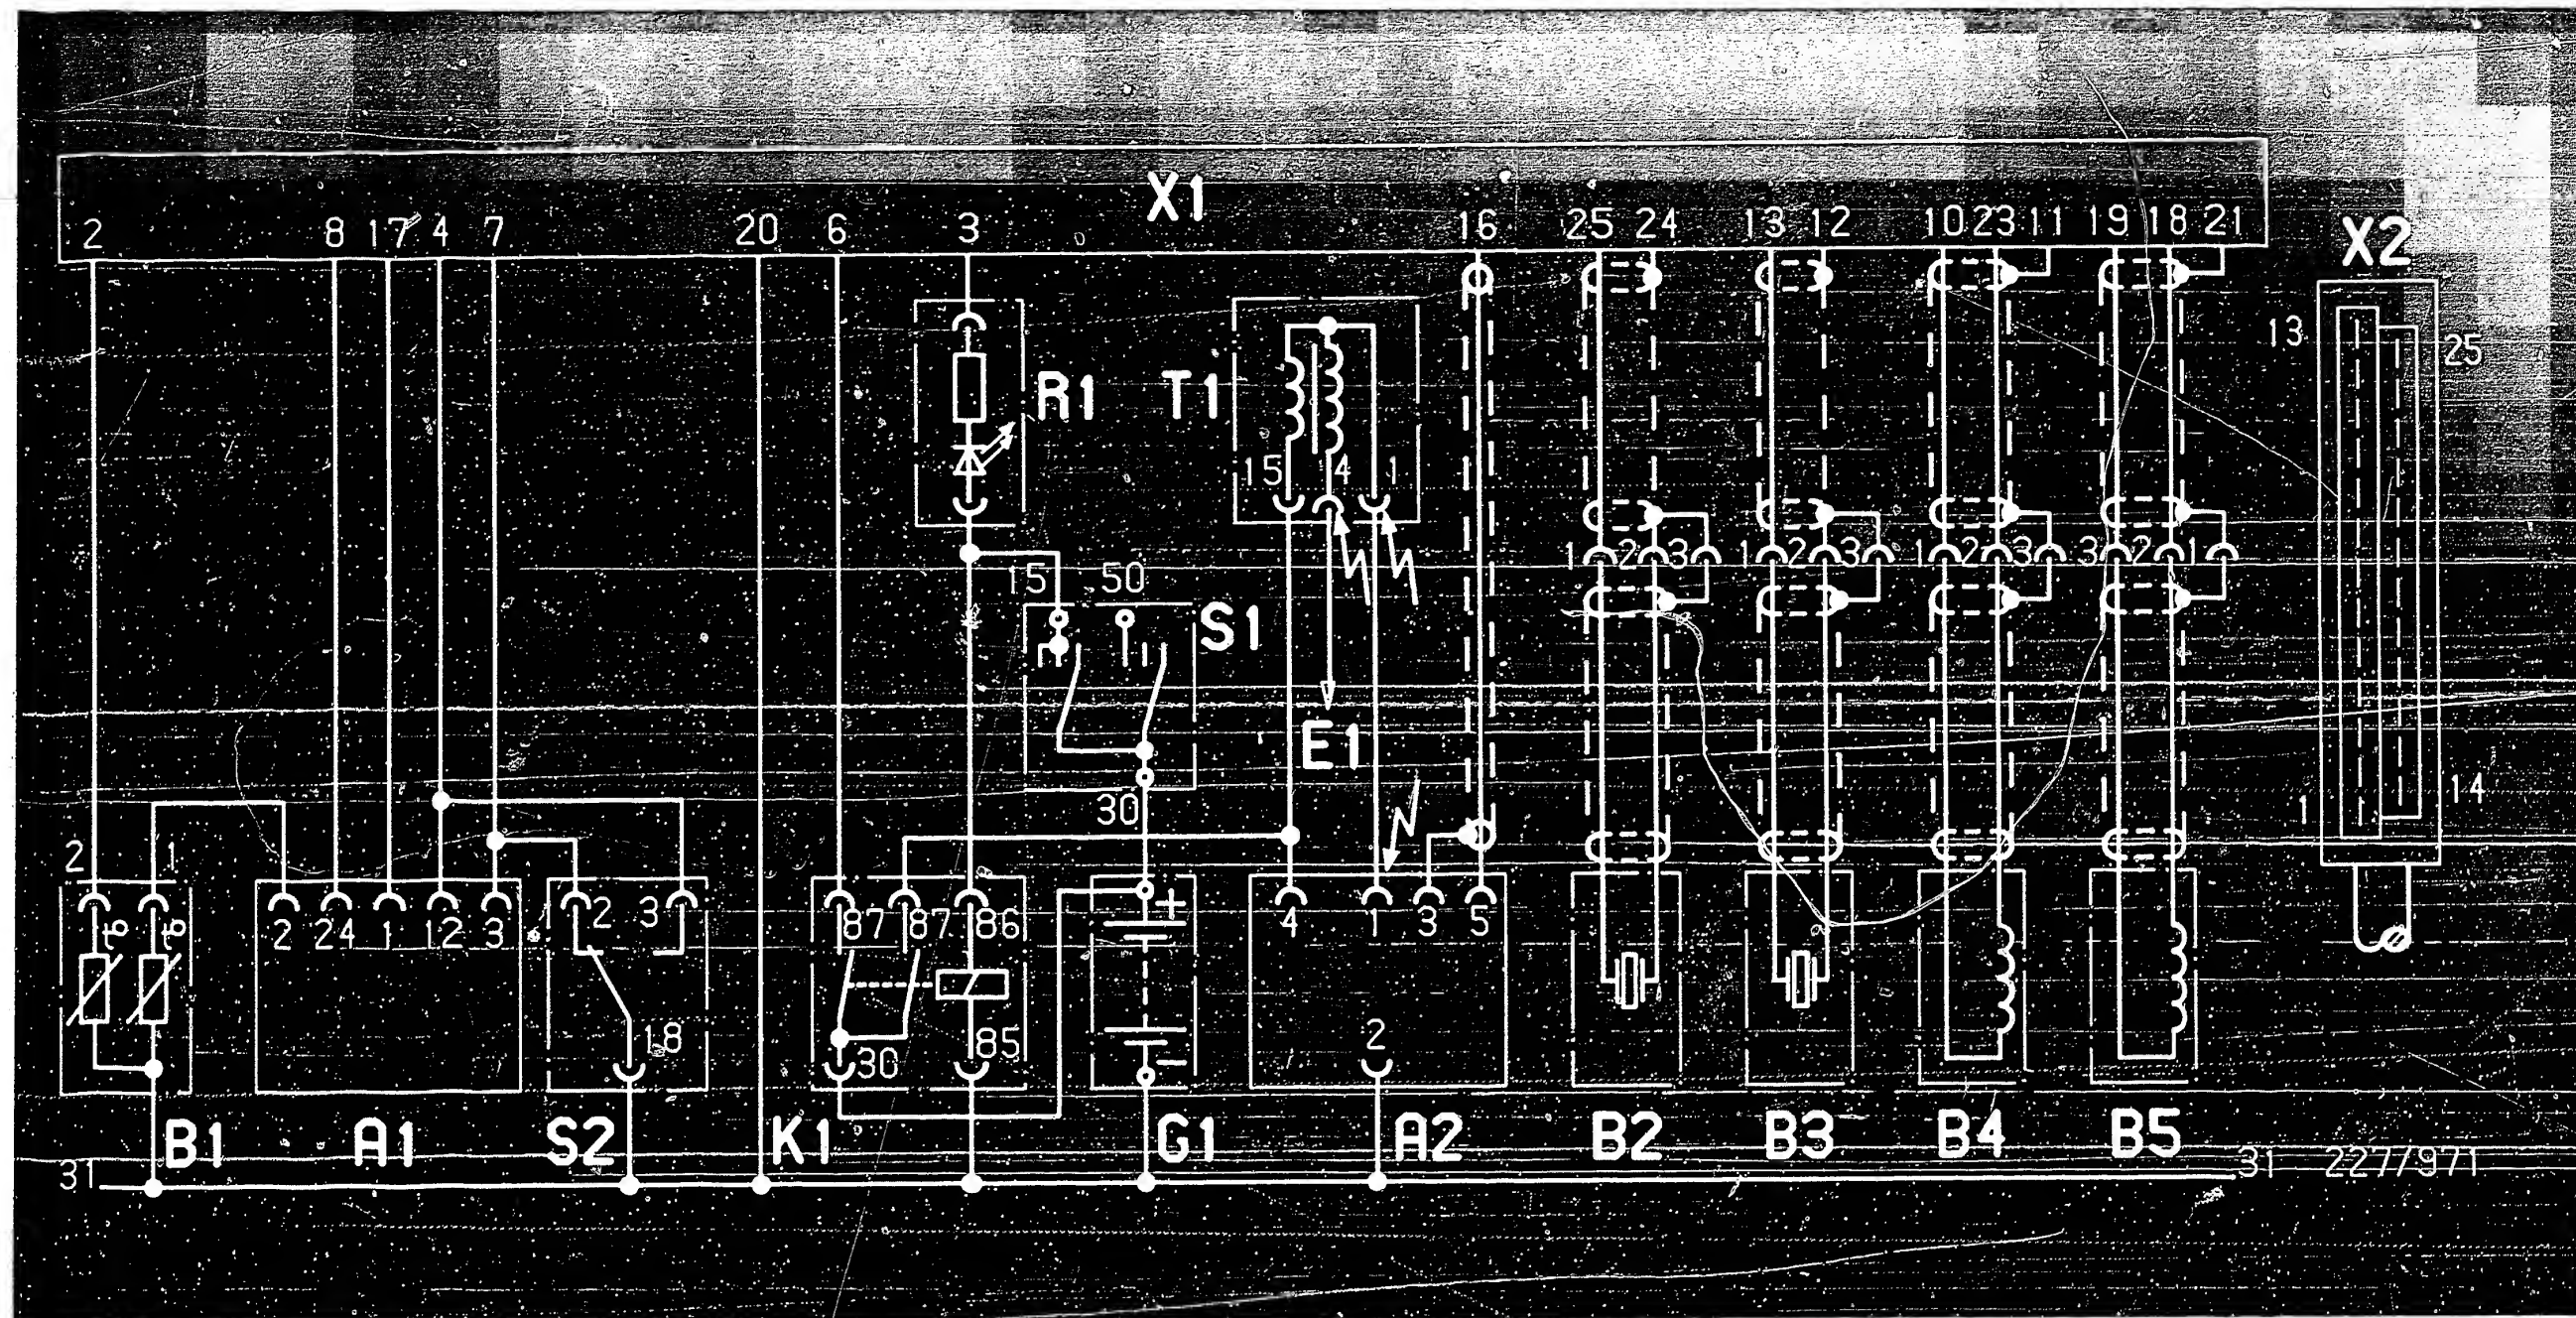 X1
2 8 17 4 7 20 6 3 16 25 24 13 12 10 23 11 19 18 21
X2
13 25
R1 T1
15 4 1
1 2 3 1 2 3 1 2 3 3 2 1
15 50
S1
E1
30
1 14
2 1
2 24 1 12 3 2 3 87 87 86 + 4 1 3 5
18 30 85 - 2
B1 A1 S2 K1 G1 A2 B2 B3 B4 B5
31 31 227/971